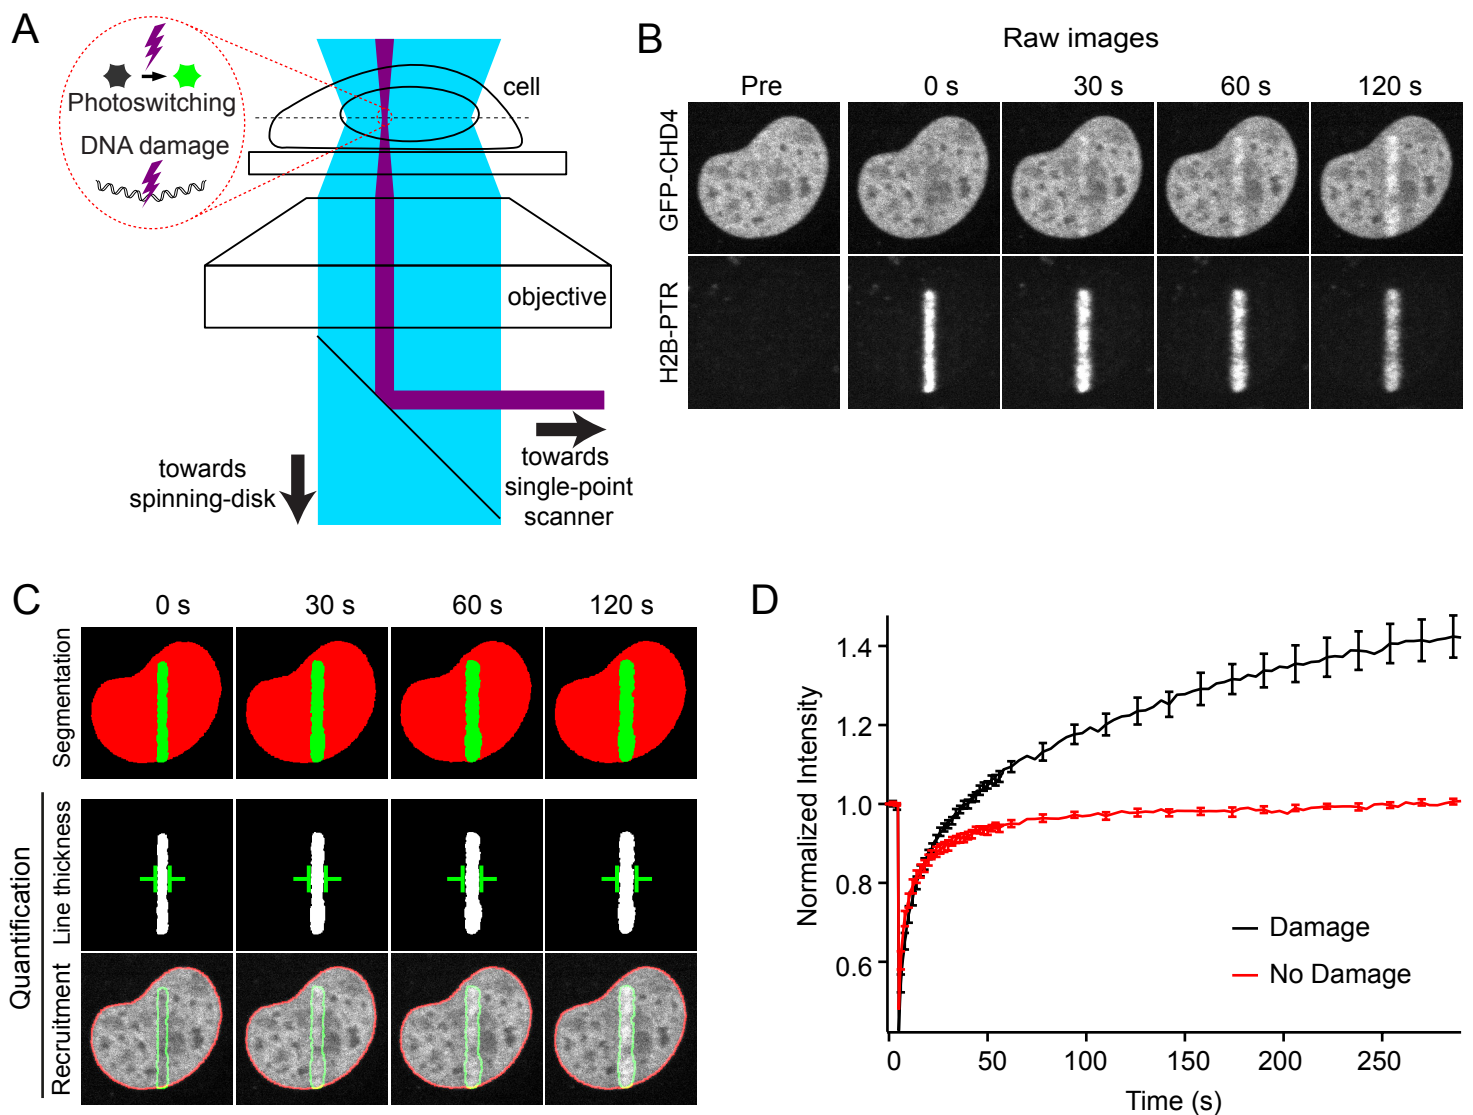 A
Photoswitching
DNA damage
cell
objective
towards
spinning-disk
towards
single-point
scanner
B
Raw images
Pre
0 s
30 s
60 s
120 s
GFP-CHD4
H2B-PTR
C
0 s
30 s
60 s
120 s
Segmentation
Quantification
Line thickness
Recruitment
D
Normalized Intensity
1.4
1.2
1.0
0.8
0.6
Damage
No Damage
0
50
100
150
200
250
Time (s)